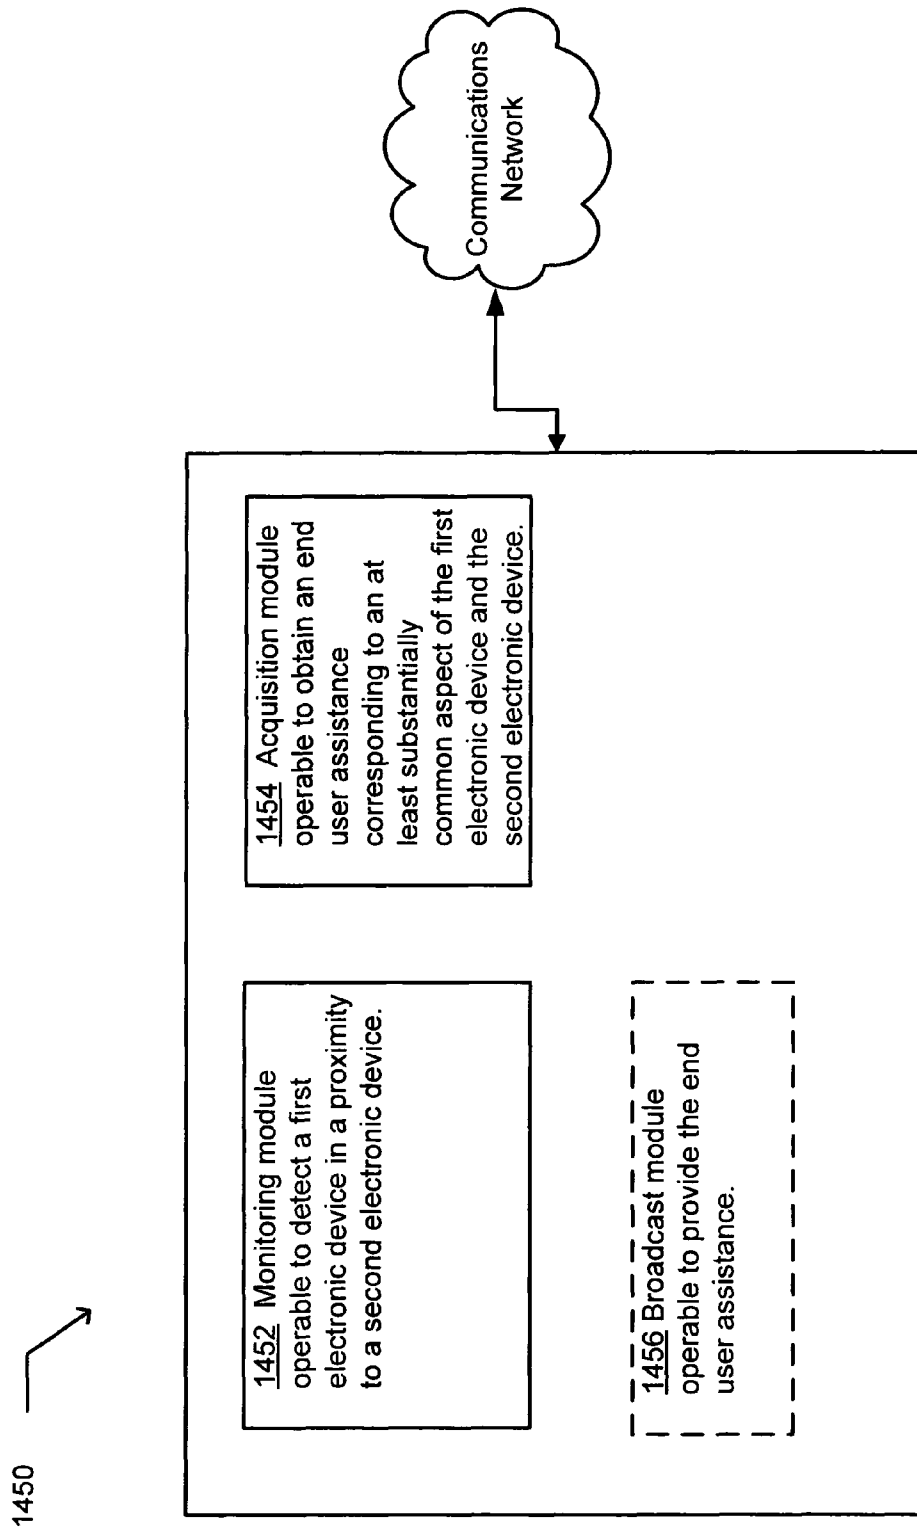 1450
1452 Monitoring module
operable to detect a first
electronic device in a proximity
to a second electronic device.
1454 Acquisition module
operable to obtain an end
user assistance
corresponding to an at
least substantially
common aspect of the first
electronic device and the
second electronic device.
1456 Broadcast module
operable to provide the end
user assistance.
Communications
Network